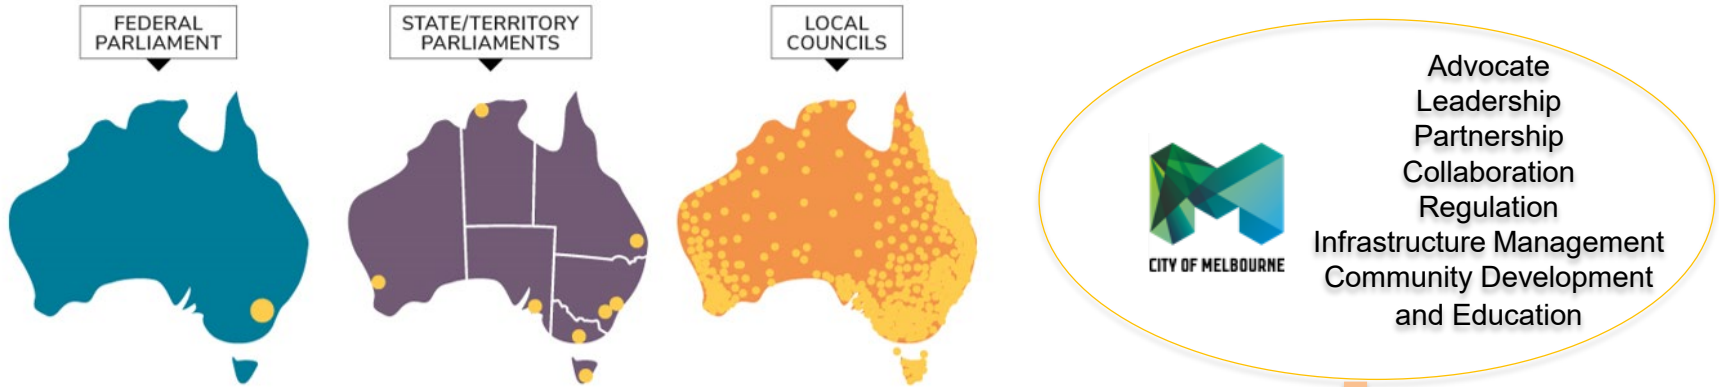 FEDERAL
PARLIAMENT
STATE/TERRITORY
PARLIAMENTS
LOCAL
COUNCILS
CITY OF MELBOURNE
Advocate
Leadership
Partnership
Collaboration
Regulation
Infrastructure Management
Community Development
and Education